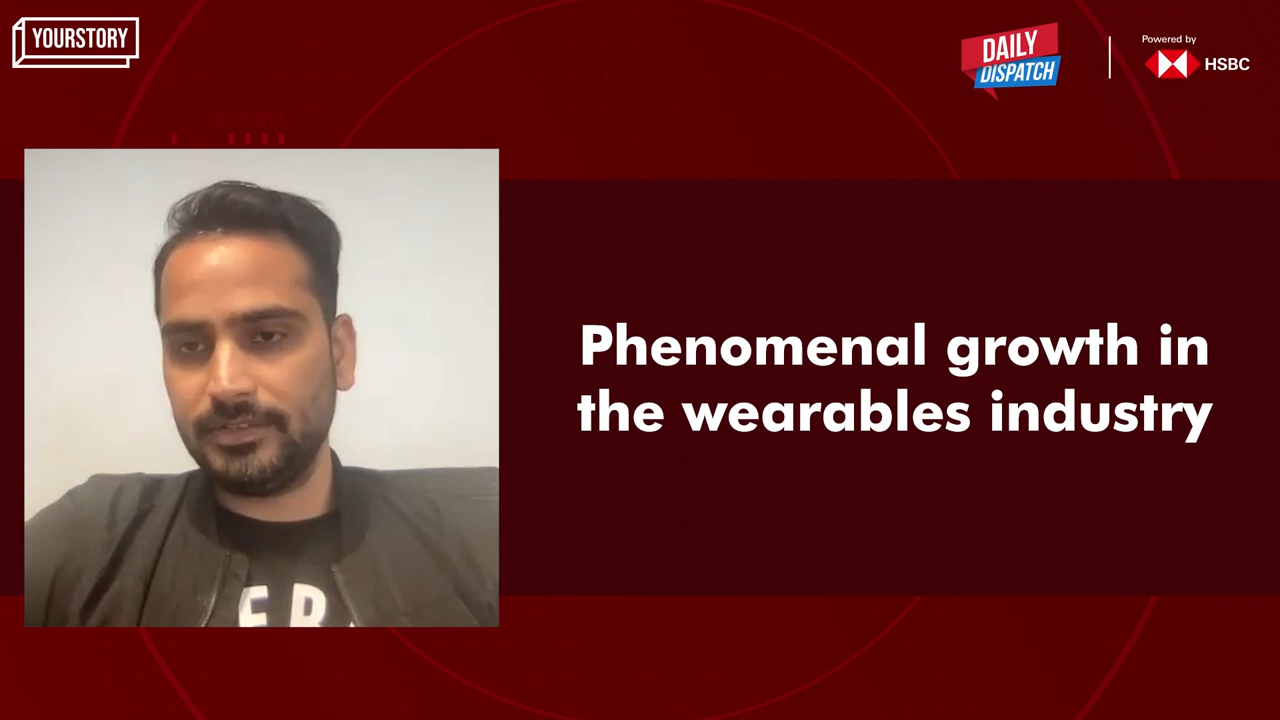 YOURSTORY
DAILY
DISPATCH
Powered by
HSBC
Phenomenal growth in
the wearables industry